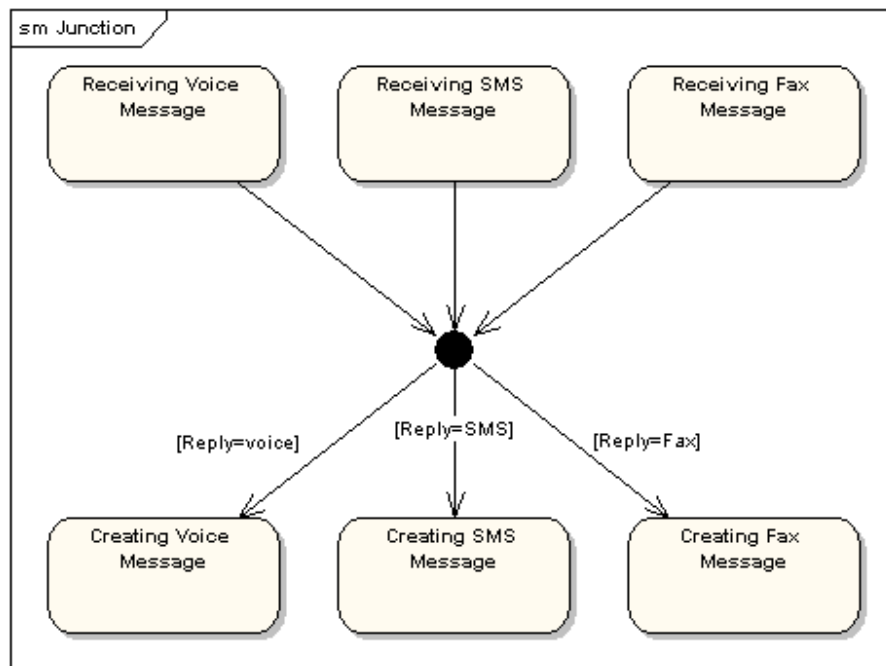 sm Junction
Receiving Voice
Message
Receiving SMS
Message
Receiving Fax
Message
[Reply=voice]
[Reply=SMS]
[Reply=Fax]
Creating Voice
Message
Creating SMS
Message
Creating Fax
Message